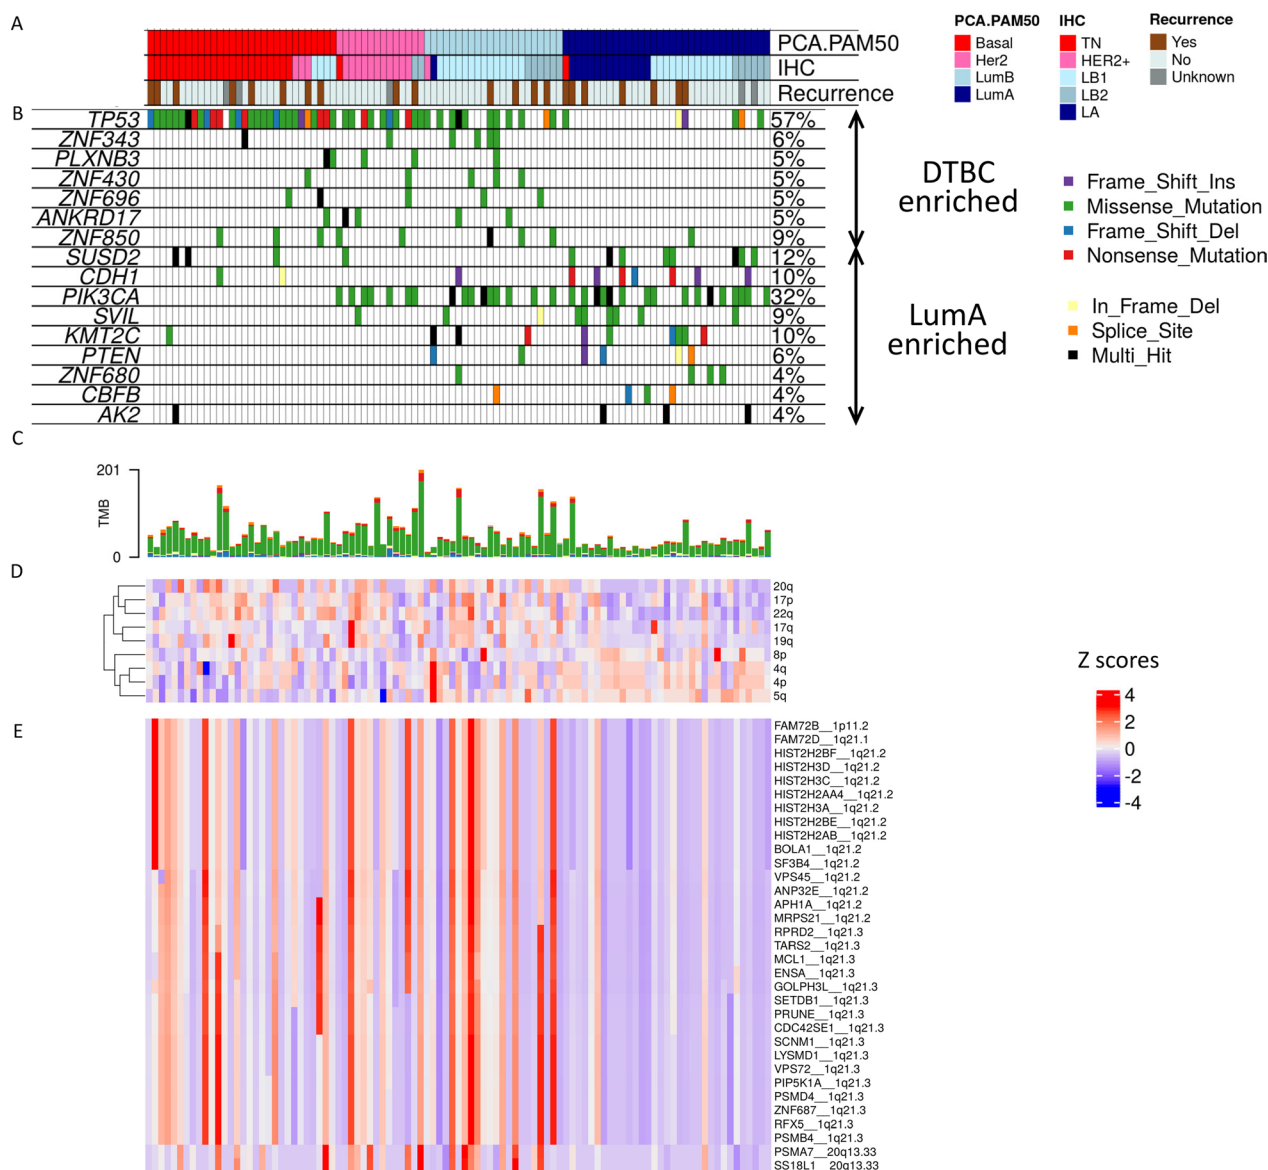 A
PCA.PAM50
IHC
Recurrence
PCA.PAM50
Basal
Her2
LumB
LumA
IHC
TN
HER2+
LB1
LB2
LA
Recurrence
Yes
No
Unknown
B
TP53 57%
ZNF343 6%
PLXNB3 5%
ZNF430 5%
ZNF696 5%
ANKRD17 5%
ZNF850 9%
SUSD2 12%
CDH1 10%
PIK3CA 32%
SVIL 9%
KMT2C 10%
PTEN 6%
ZNF680 4%
CBFB 4%
AK2 4%
DTBC
enriched
LumA
enriched
Frame_Shift_Ins
Missense_Mutation
Frame_Shift_Del
Nonsense_Mutation
In_Frame_Del
Splice_Site
Multi_Hit
C
201
TMB
0
D
20q
17p
22q
17q
19q
8p
4q
4p
5q
Z scores
4
2
0
-2
-4
E
FAM72B__1p11.2
FAM72D__1q21.1
HIST2H2BF__1q21.2
HIST2H3D__1q21.2
HIST2H3C__1q21.2
HIST2H2AA4__1q21.2
HIST2H3A__1q21.2
HIST2H2BE__1q21.2
HIST2H2AB__1q21.2
BOLA1__1q21.2
SF3B4__1q21.2
VPS45__1q21.2
ANP32E__1q21.2
APH1A__1q21.2
MRPS21__1q21.2
RPRD2__1q21.3
TARS2__1q21.3
MCL1__1q21.3
ENSA__1q21.3
GOLPH3L__1q21.3
SETDB1__1q21.3
PRUNE__1q21.3
CDC42SE1__1q21.3
SCNM1__1q21.3
LYSMD1__1q21.3
VPS72__1q21.3
PIP5K1A__1q21.3
PSMD4__1q21.3
ZNF687__1q21.3
RFX5__1q21.3
PSMB4__1q21.3
PSMA7__20q13.33
SS18L1__20q13.33